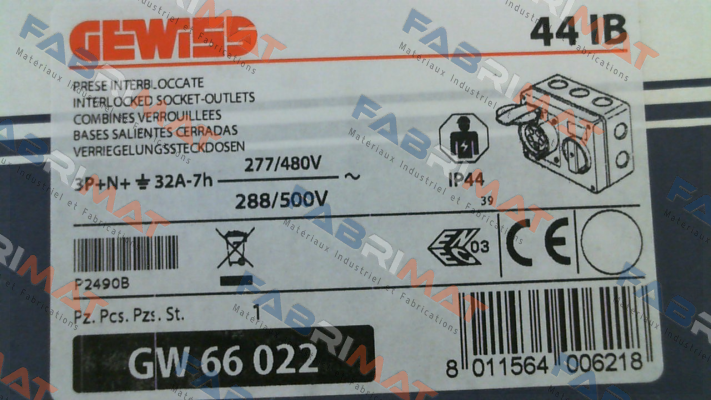 GEWISS
44 IB
PRESE INTERBLOCCATE
INTERLOCKED SOCKET-OUTLETS
COMBINES VERROUILLEES
BASES SALIENTES CERRADAS
VERRIEGELUNGSSTECKDOSEN
3P+N+⏚ 32A-7h 277/480V ~
288/500V
IP44
39
P2490B
ENEC 03
CE
Pz. Pcs. Pzs. St. 1
GW 66 022
8 011564 006218
FABRIMAT
Materiaux Industriel et Fabrications